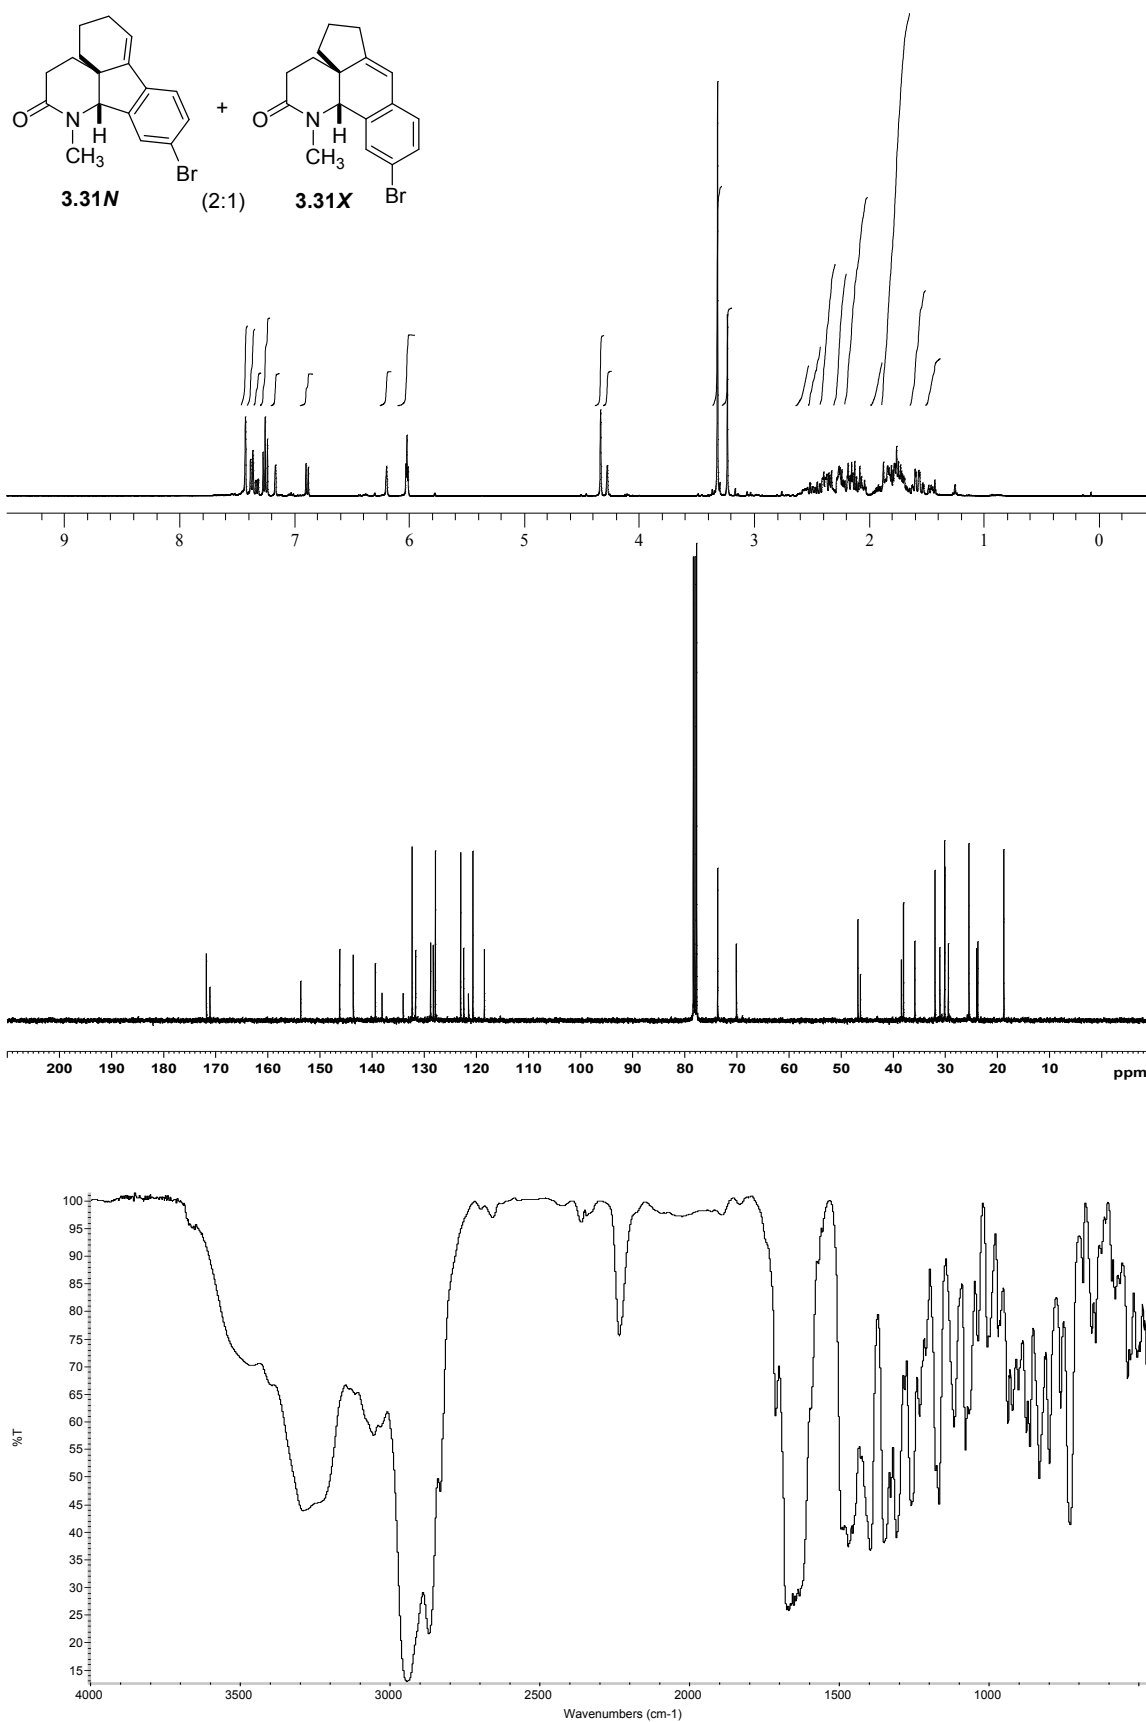 O N H CH₃ Br + O N H CH₃ Br
3.31N (2:1) 3.31X
9 8 7 6 5 4 3 2 1 0
200 190 180 170 160 150 140 130 120 110 100 90 80 70 60 50 40 30 20 10 ppm
100
95
90
85
80
75
70
65
60
55
50
45
40
35
30
25
20
15
%T
4000 3500 3000 2500 2000 1500 1000
Wavenumbers (cm-1)